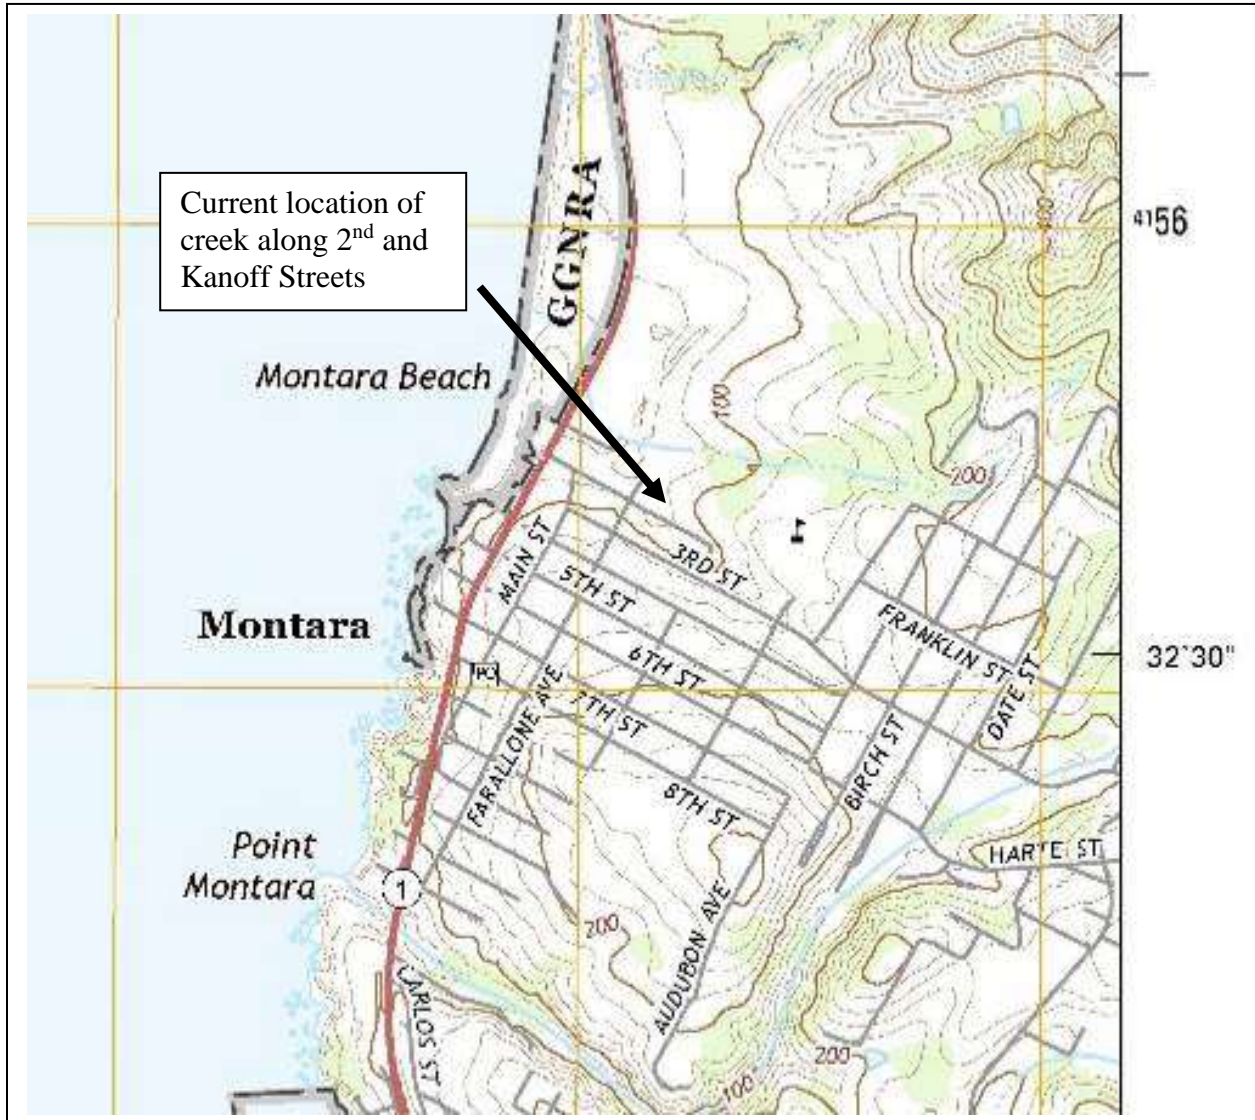 Current location of
creek along 2nd and
Kanoff Streets
GGNRA
4156
Montara Beach
100
200
MAIN ST
3RD ST
5TH ST
FRANKLIN ST
Montara
6TH ST
DATE ST
32°30"
PO
7TH ST
FARALLONE AVE
BIRCH ST
8TH ST
HARTE ST
Point
Montara
1
200
AUDUBON AVE
CARLOS ST
200
100